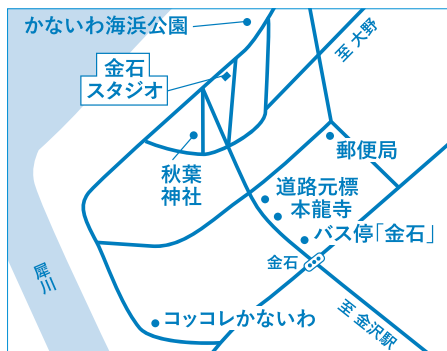 かないわ海浜公園
至 大野
金石
スタジオ
郵便局
秋葉
神社
道路元標
本龍寺
バス停「金石」
金石
犀川
コッコレかないわ
至 金沢駅